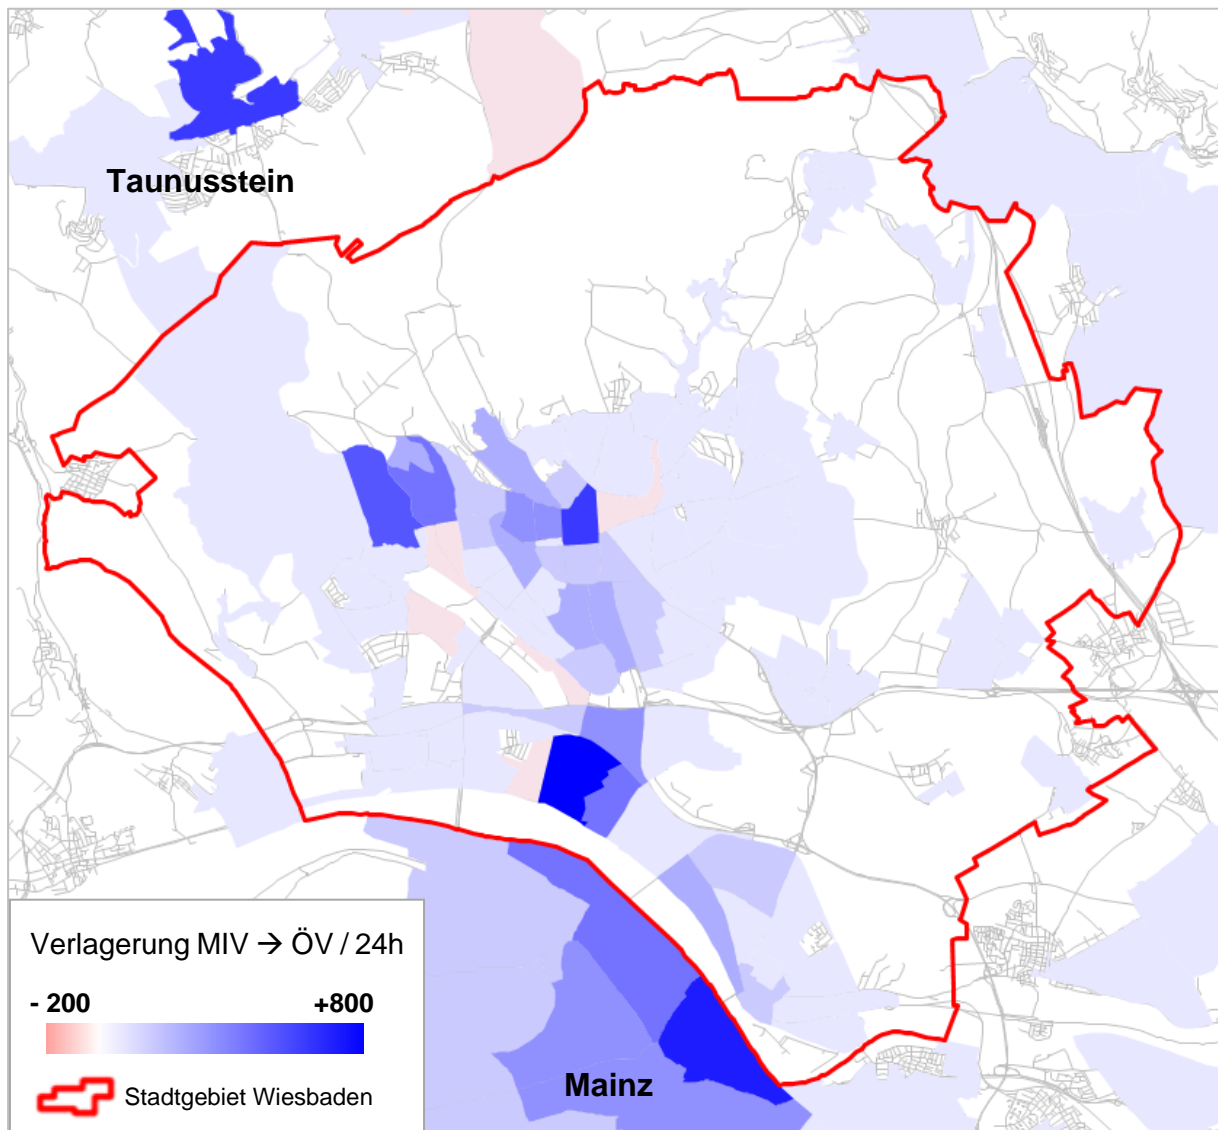 Taunusstein
Verlagerung MIV → ÖV / 24h
- 200 +800
Stadtgebiet Wiesbaden
Mainz